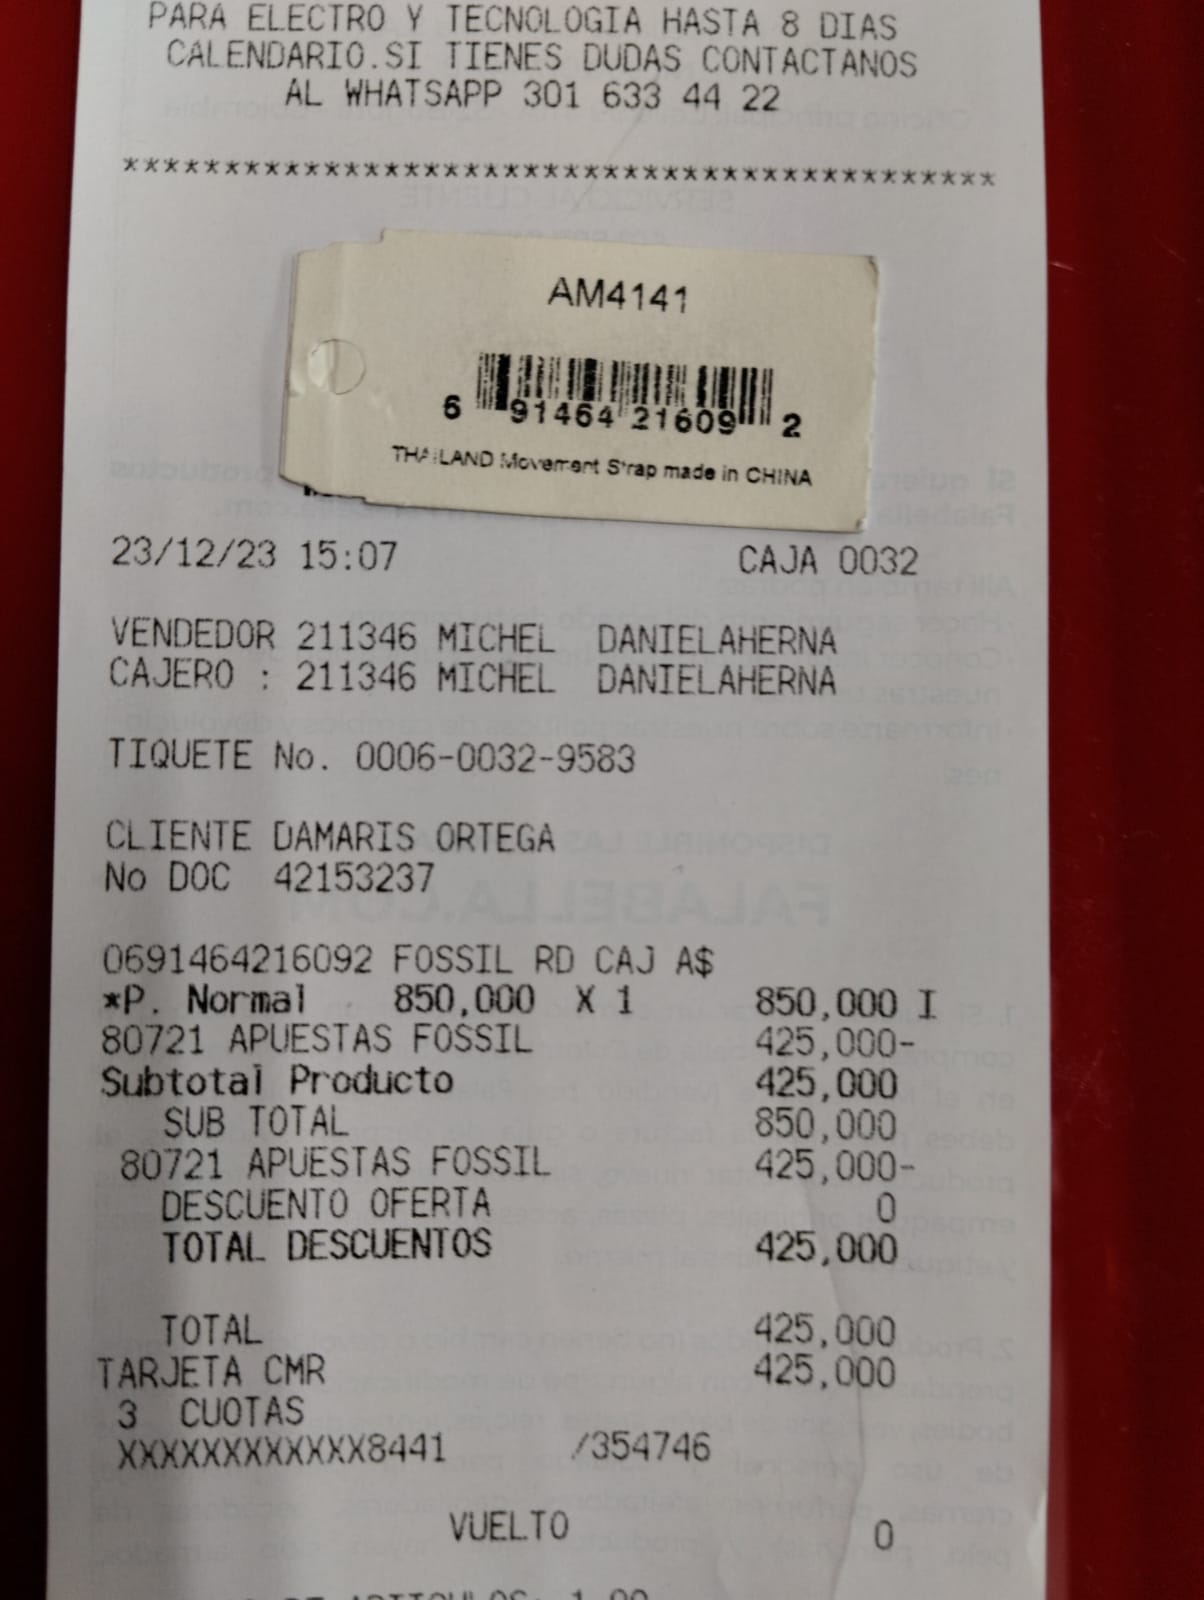 PARA ELECTRO Y TECNOLOGIA HASTA 8 DIAS
CALENDARIO.SI TIENES DUDAS CONTACTANOS
AL WHATSAPP 301 633 44 22
*******************************************
AM4141
6 91464 21609 2
THAILAND Movement Strap made in CHINA
23/12/23 15:07 CAJA 0032
VENDEDOR 211346 MICHEL DANIELAHERNA
CAJERO : 211346 MICHEL DANIELAHERNA
TIQUETE No. 0006-0032-9583
CLIENTE DAMARIS ORTEGA
No DOC 42153237
0691464216092 FOSSIL RD CAJ A$
*P. Normal 850,000 X 1 850,000 I
80721 APUESTAS FOSSIL 425,000-
Subtotal Producto 425,000
SUB TOTAL 850,000
80721 APUESTAS FOSSIL 425,000-
DESCUENTO OFERTA 0
TOTAL DESCUENTOS 425,000
TOTAL 425,000
TARJETA CMR 425,000
3 CUOTAS
XXXXXXXXXXXX8441 /354746
VUELTO 0